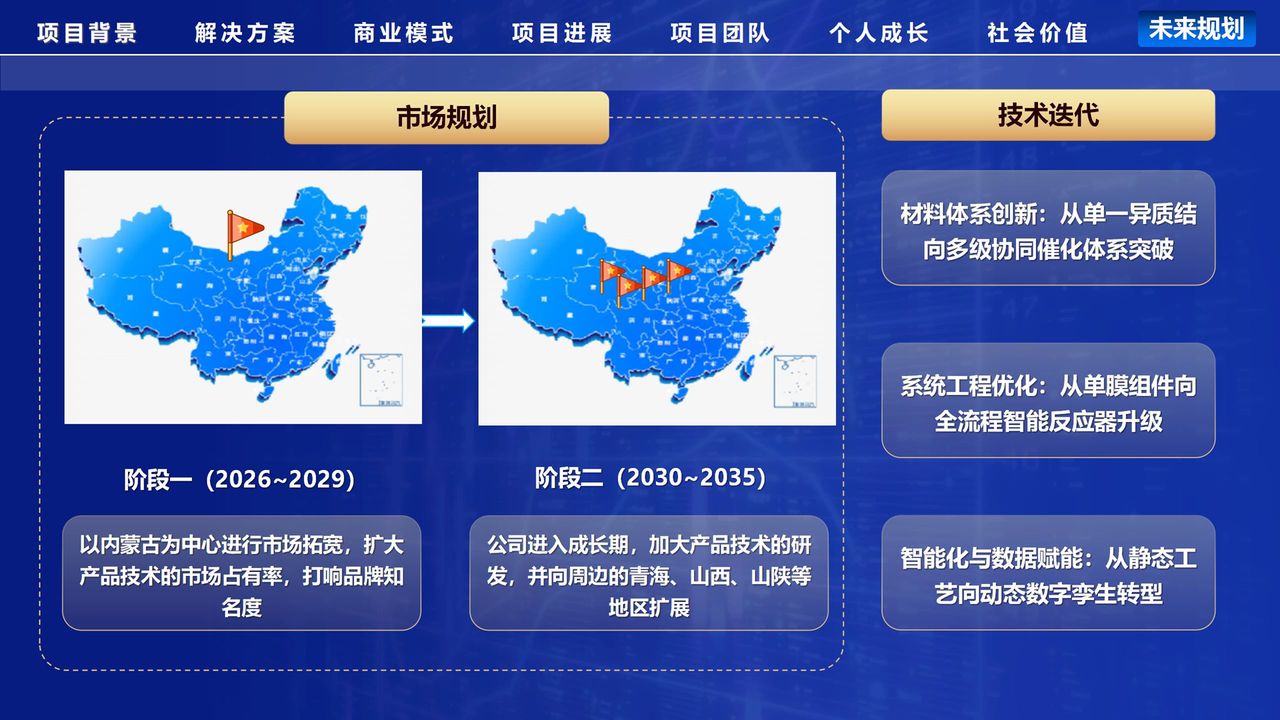 项目背景 解决方案 商业模式 项目进展 项目团队 个人成长 社会价值 未来规划
市场规划
阶段一（2026~2029）
以内蒙古为中心进行市场拓宽，扩大
产品技术的市场占有率，打响品牌知
名度
阶段二（2030~2035）
公司进入成长期，加大产品技术的研
发，并向周边的青海、山西、山陕等
地区扩展
技术迭代
材料体系创新：从单一异质结
向多级协同催化体系突破
系统工程优化：从单膜组件向
全流程智能反应器升级
智能化与数据赋能：从静态工
艺向动态数字孪生转型